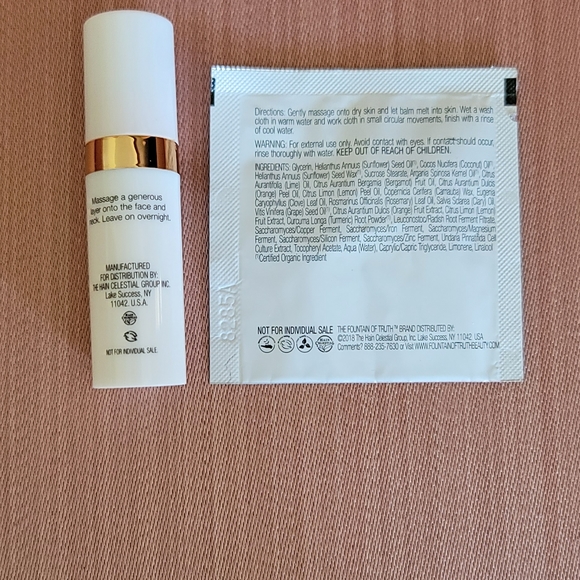 Massage a generous
layer onto the face and
neck. Leave on overnight.
MANUFACTURED
FOR DISTRIBUTION BY:
THE HAIN CELESTIAL GROUP INC.
Lake Success, NY
11042. U.S.A.
NOT FOR INDIVIDUAL SALE.
Directions: Gently massage onto dry skin and let balm melt into skin. Wet a wash
cloth in warm water and work cloth in small circular movements, finish with a rinse
of cool water.
WARNING: For external use only. Avoid contact with eyes. If contact should occur,
rinse thoroughly with water. KEEP OUT OF REACH OF CHILDREN.
INGREDIENTS: Glycerin, Helianthus Annuus (Sunflower) Seed Oil(*), Cocos Nucifera (Coconut) Oil(*),
Helianthus Annuus (Sunflower) Seed Wax(*), Sucrose Stearate, Argania Spinosa Kernel Oil(*), Citrus
Aurantifolia (Lime) Oil, Citrus Aurantium Bergamia (Bergamot) Fruit Oil, Citrus Aurantium Dulcis
(Orange) Peel Oil, Citrus Limon (Lemon) Peel Oil, Copernicia Cerifera (Carnauba) Wax, Eugenia
Caryophyllus (Clove) Leaf Oil, Rosmarinus Officinalis (Rosemary) Leaf Oil, Salvia Sclarea (Clary) Oil,
Vitis Vinifera (Grape) Seed Oil(*), Citrus Aurantium Dulcis (Orange) Fruit Extract, Citrus Limon (Lemon)
Fruit Extract, Curcuma Longa (Turmeric) Root Powder(*), Leuconostoc/Radish Root Ferment Filtrate,
Saccharomyces/Copper Ferment, Saccharomyces/Iron Ferment, Saccharomyces/Magnesium
Ferment, Saccharomyces/Silicon Ferment, Saccharomyces/Zinc Ferment, Undaria Pinnatifida Cell
Culture Extract, Tocopheryl Acetate, Aqua (Water), Caprylic/Capric Triglyceride, Limonene, Linalool
(*)Certified Organic Ingredient
8285A
NOT FOR INDIVIDUAL SALE THE FOUNTAIN OF TRUTH™ BRAND DISTRIBUTED BY:
©2018 The Hain Celestial Group, Inc. Lake Success, NY 11042 USA
Comments? 888-235-7630 or Visit WWW.FOUNTAINOFTRUTHBEAUTY.COM